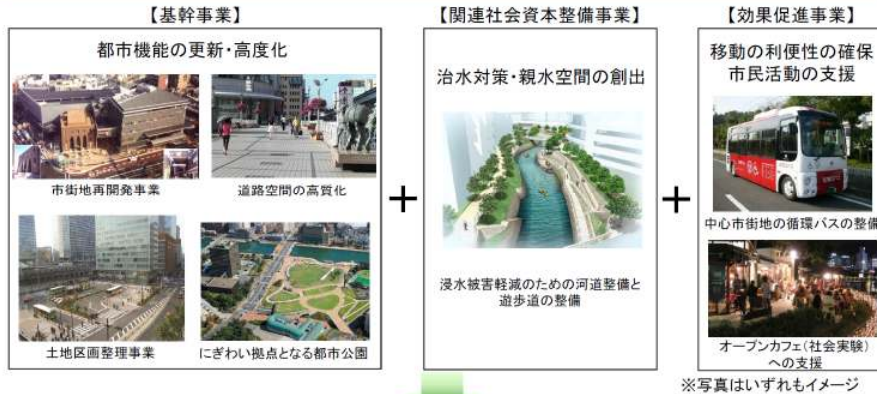 【基幹事業】
都市機能の更新・高度化
市街地再開発事業
道路空間の高質化
土地区画整理事業
にぎわい拠点となる都市公園
+
【関連社会資本整備事業】
治水対策・親水空間の創出
浸水被害軽減のための河道整備と
遊歩道の整備
+
【効果促進事業】
移動の利便性の確保
市民活動の支援
中心市街地の循環バスの整備
オープンカフェ(社会実験)
への支援
※写真はいずれもイメージ